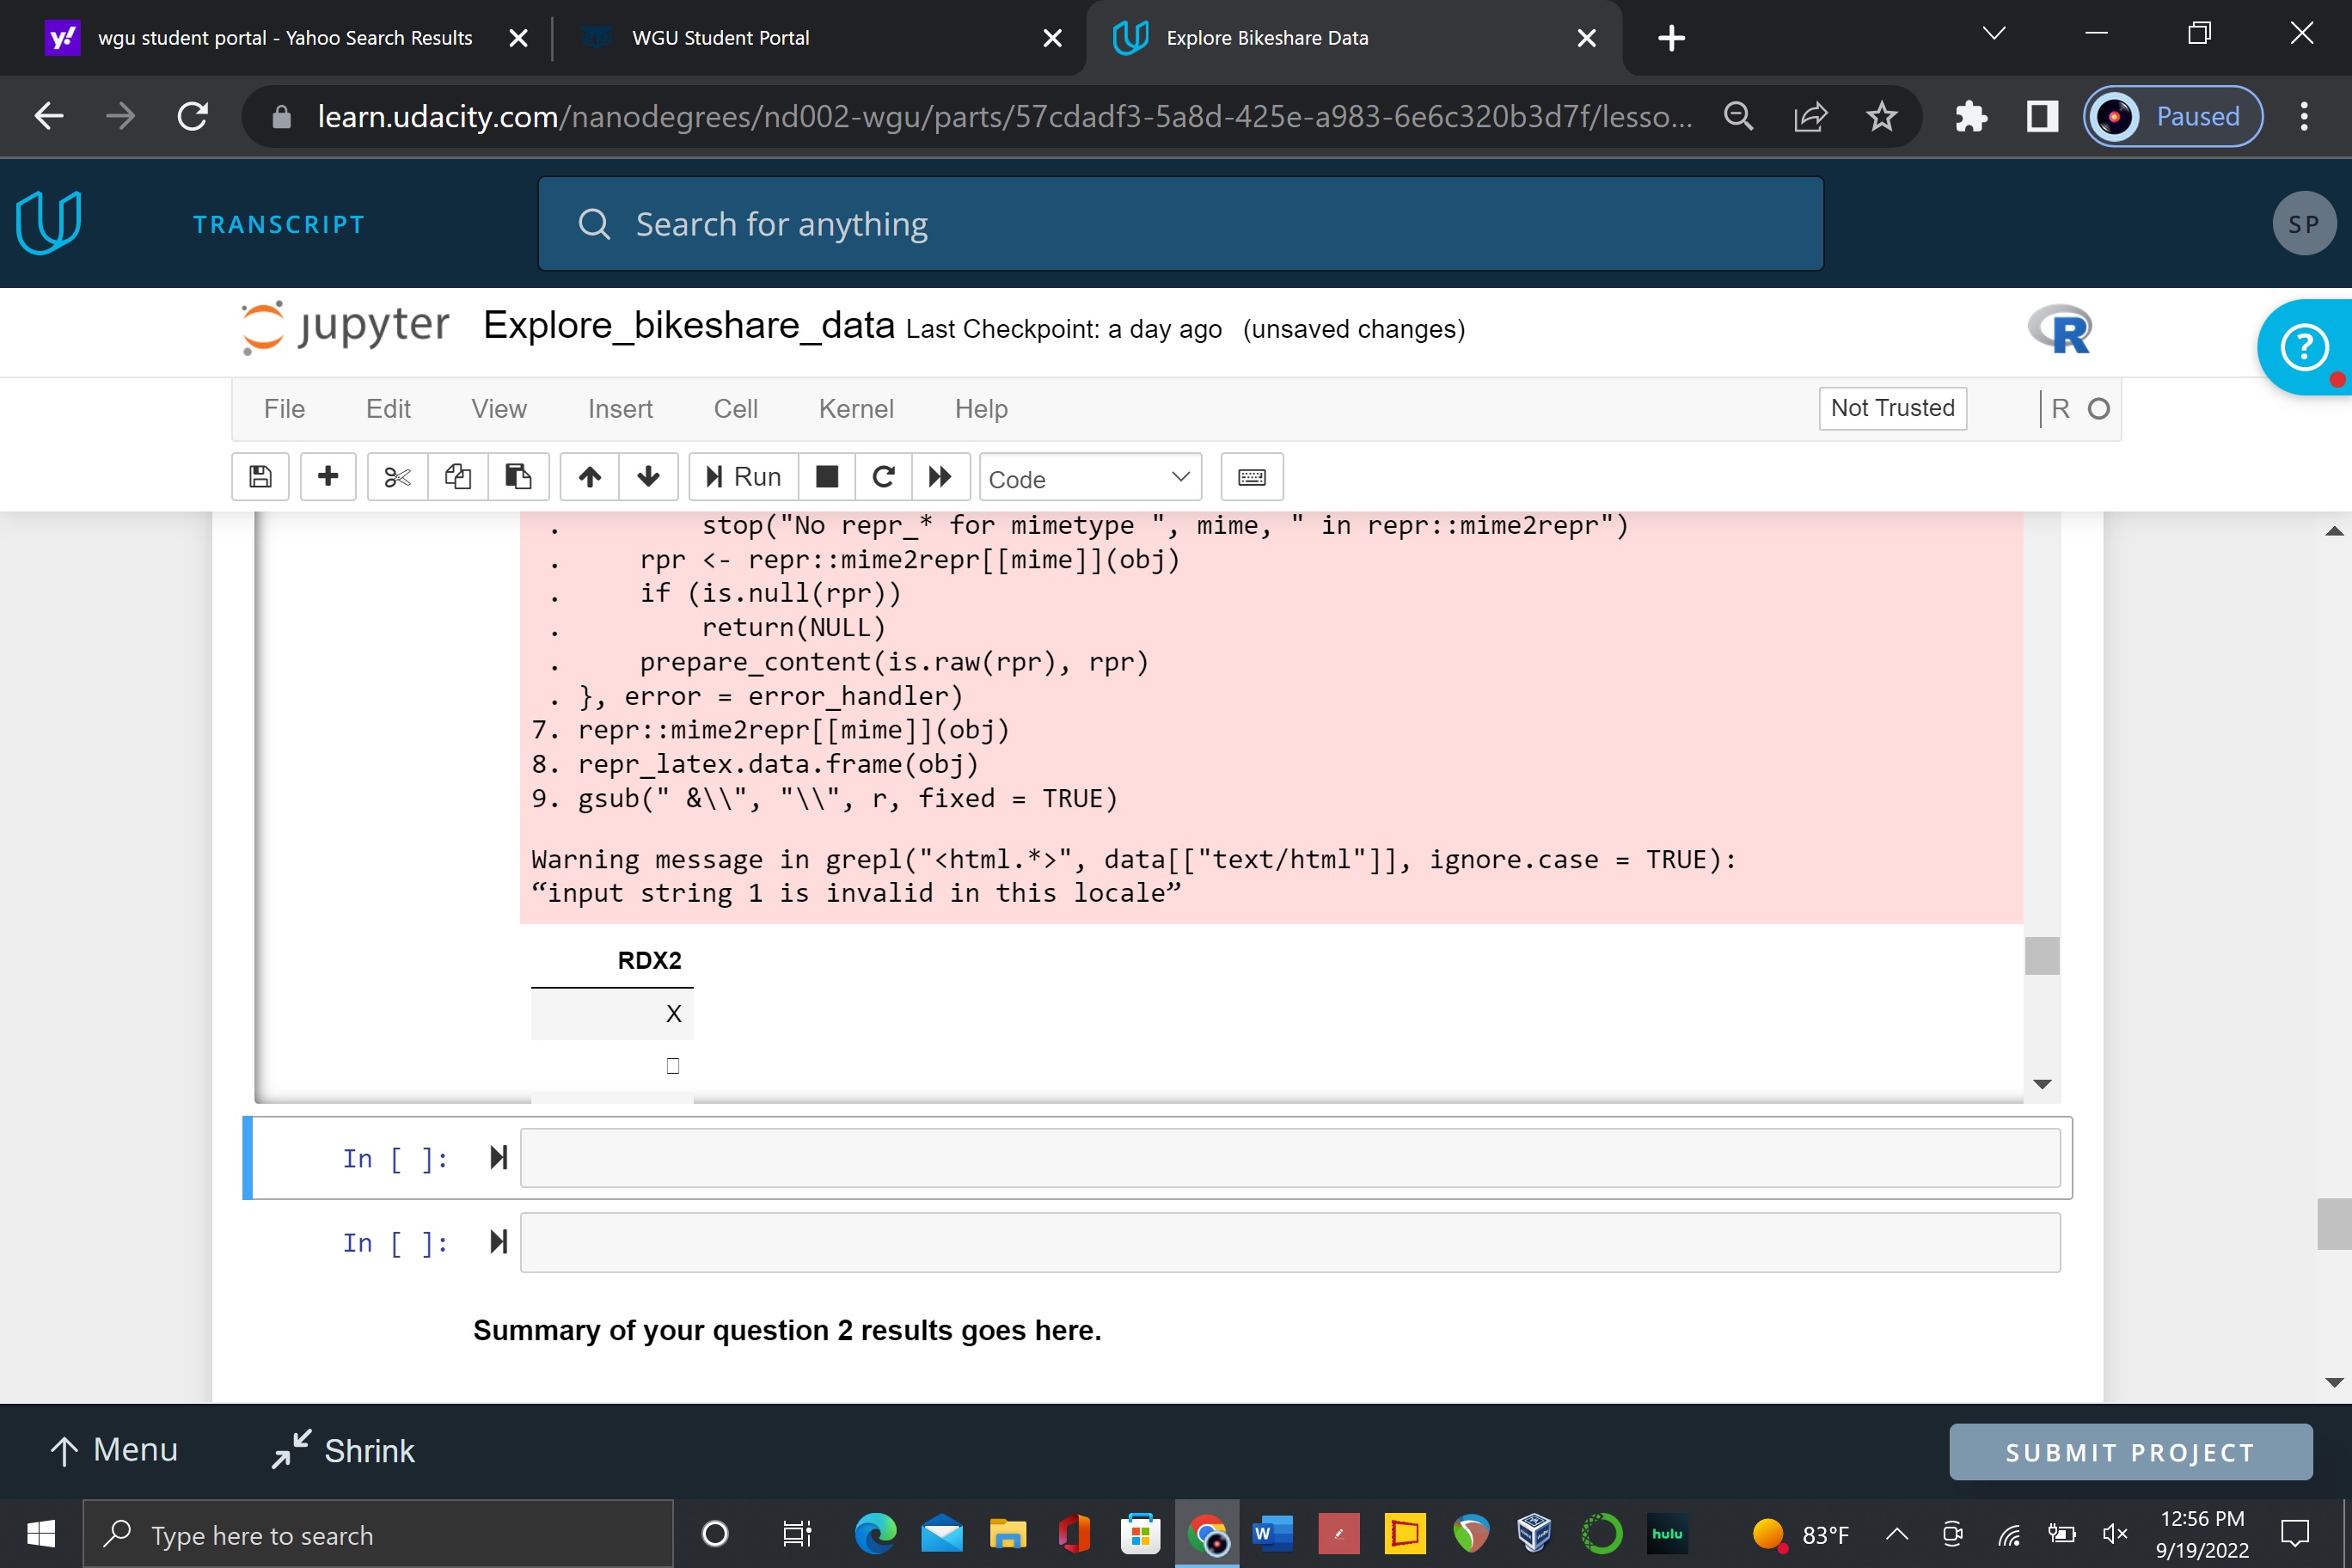 wgu student portal - Yahoo Search Results
WGU Student Portal
Explore Bikeshare Data
learn.udacity.com/nanodegrees/nd002-wgu/parts/57cdadf3-5a8d-425e-a983-6e6c320b3d7f/lesso...
Paused
TRANSCRIPT
Search for anything
SP
jupyter Explore_bikeshare_data Last Checkpoint: a day ago (unsaved changes)
R
File Edit View Insert Cell Kernel Help
Not Trusted
R
Run
Code
. stop("No repr_* for mimetype ", mime, " in repr::mime2repr")
. rpr <- repr::mime2repr[[mime]](obj)
. if (is.null(rpr))
. return(NULL)
. prepare_content(is.raw(rpr), rpr)
. }, error = error_handler)
7. repr::mime2repr[[mime]](obj)
8. repr_latex.data.frame(obj)
9. gsub(" &\\", "\\", r, fixed = TRUE)
Warning message in grepl("<html.*>", data[["text/html"]], ignore.case = TRUE):
“input string 1 is invalid in this locale”
RDX2
X
In [ ]:
In [ ]:
Summary of your question 2 results goes here.
Menu
Shrink
SUBMIT PROJECT
Type here to search
W
hulu
83°F
12:56 PM
9/19/2022